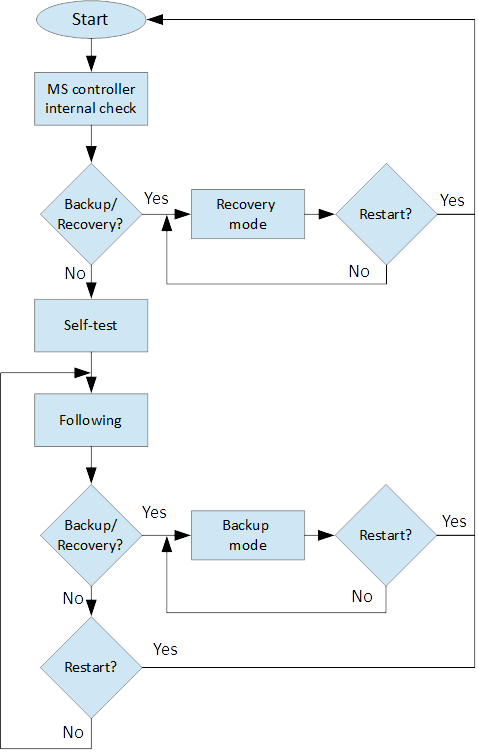 Start
MS controller
internal check
Backup/
Recovery?
Yes
Recovery
mode
Restart?
Yes
No
No
Self-test
Following
Backup/
Recovery?
Yes
Backup
mode
Restart?
Yes
No
No
Restart?
Yes
No